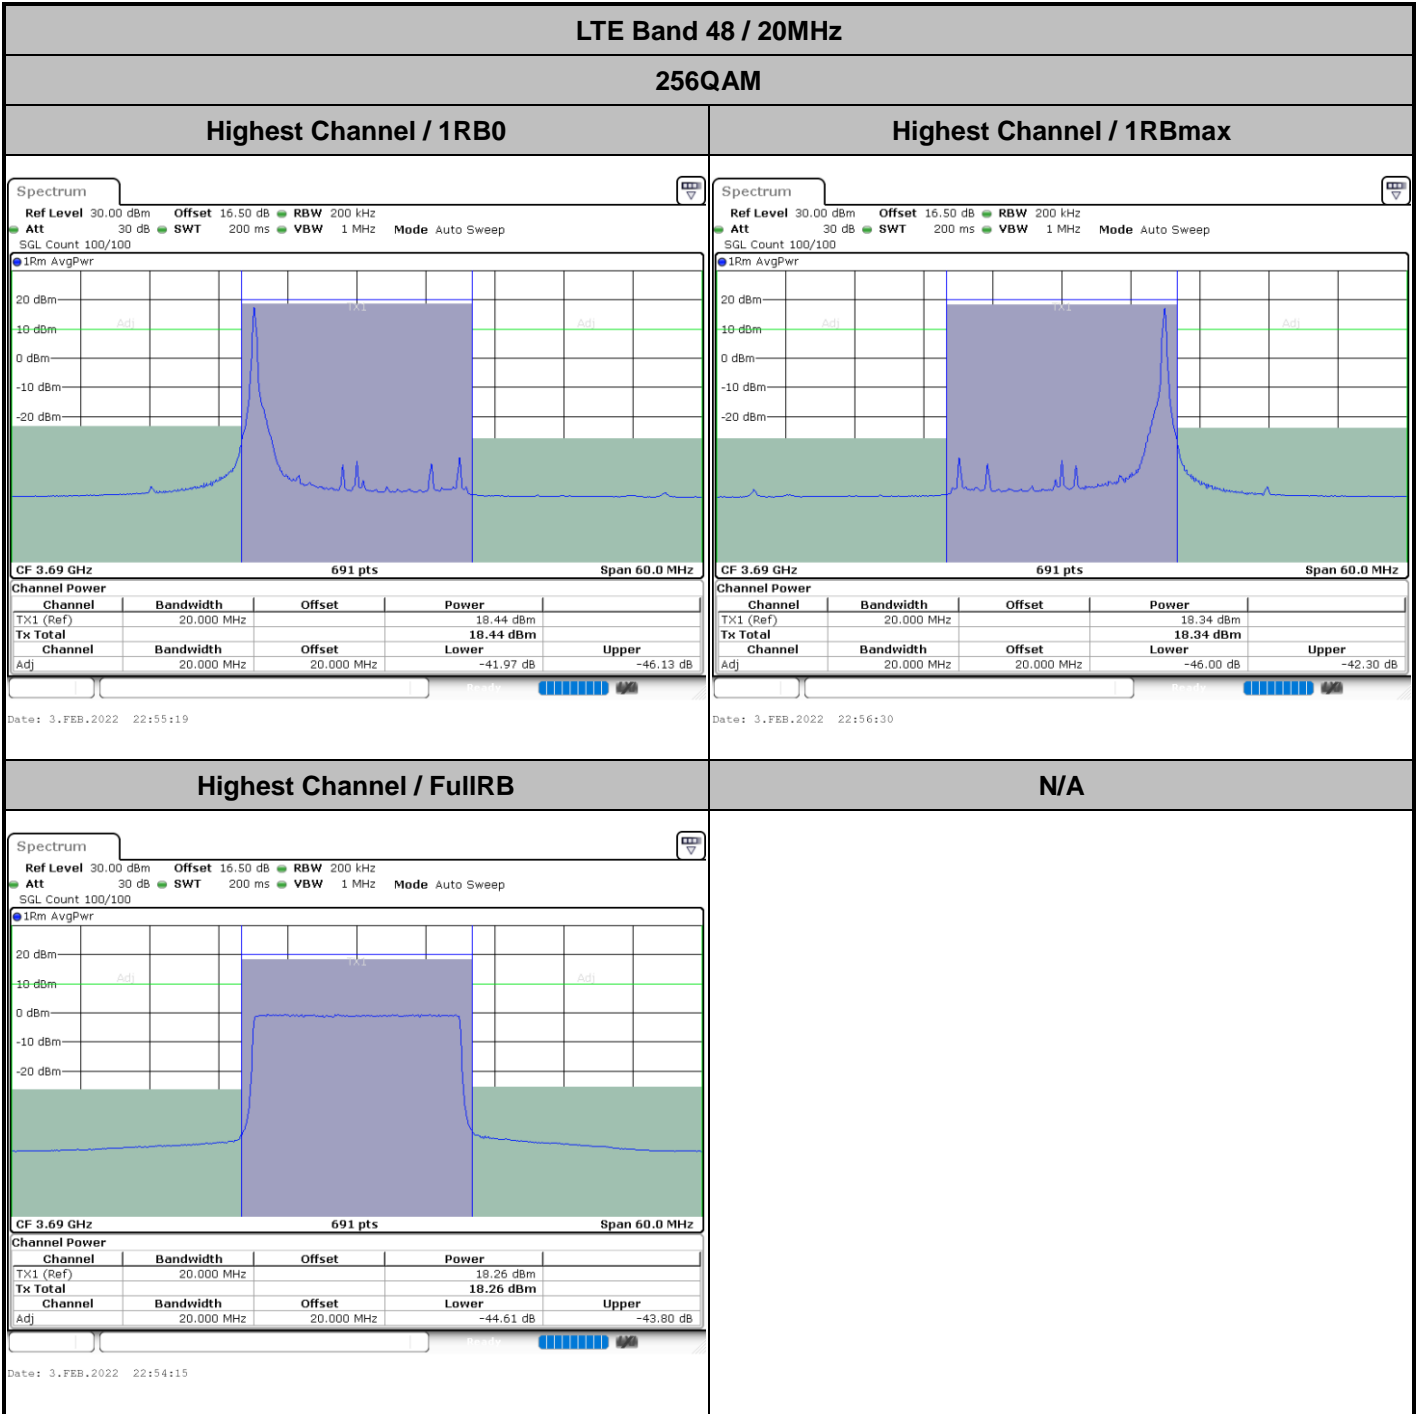 LTE Band 48 / 20MHz
256QAM
Highest Channel / 1RB0
Highest Channel / 1RBmax
Spectrum
Ref Level 30.00 dBm Offset 16.50 dB RBW 200 kHz
Att 30 dB SWT 200 ms VBW 1 MHz Mode Auto Sweep
SGL Count 100/100
1Rm AvgPwr
TX1
20 dBm
Adj
Adj
10 dBm
0 dBm
-10 dBm
-20 dBm
CF 3.69 GHz 691 pts Span 60.0 MHz
Channel Power
Channel Bandwidth Offset Power
TX1 (Ref) 20.000 MHz 18.44 dBm
Tx Total 18.44 dBm
Channel Bandwidth Offset Lower Upper
Adj 20.000 MHz 20.000 MHz -41.97 dB -46.13 dB
Ready
Date: 3.FEB.2022 22:55:19
Spectrum
Ref Level 30.00 dBm Offset 16.50 dB RBW 200 kHz
Att 30 dB SWT 200 ms VBW 1 MHz Mode Auto Sweep
SGL Count 100/100
1Rm AvgPwr
TX1
20 dBm
Adj
Adj
10 dBm
0 dBm
-10 dBm
-20 dBm
CF 3.69 GHz 691 pts Span 60.0 MHz
Channel Power
Channel Bandwidth Offset Power
TX1 (Ref) 20.000 MHz 18.34 dBm
Tx Total 18.34 dBm
Channel Bandwidth Offset Lower Upper
Adj 20.000 MHz 20.000 MHz -46.00 dB -42.30 dB
Ready
Date: 3.FEB.2022 22:56:30
Highest Channel / FullRB
N/A
Spectrum
Ref Level 30.00 dBm Offset 16.50 dB RBW 200 kHz
Att 30 dB SWT 200 ms VBW 1 MHz Mode Auto Sweep
SGL Count 100/100
1Rm AvgPwr
TX1
20 dBm
Adj
Adj
10 dBm
0 dBm
-10 dBm
-20 dBm
CF 3.69 GHz 691 pts Span 60.0 MHz
Channel Power
Channel Bandwidth Offset Power
TX1 (Ref) 20.000 MHz 18.26 dBm
Tx Total 18.26 dBm
Channel Bandwidth Offset Lower Upper
Adj 20.000 MHz 20.000 MHz -44.61 dB -43.80 dB
Ready
Date: 3.FEB.2022 22:54:15